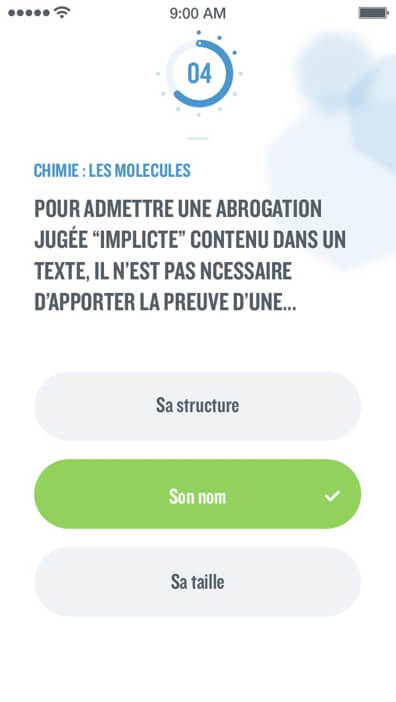 9:00 AM
04
CHIMIE : LES MOLECULES
POUR ADMETTRE UNE ABROGATION
JUGÉE “IMPLICTE” CONTENU DANS UN
TEXTE, IL N’EST PAS NCESSAIRE
D’APPORTER LA PREUVE D’UNE...
Sa structure
Son nom
Sa taille